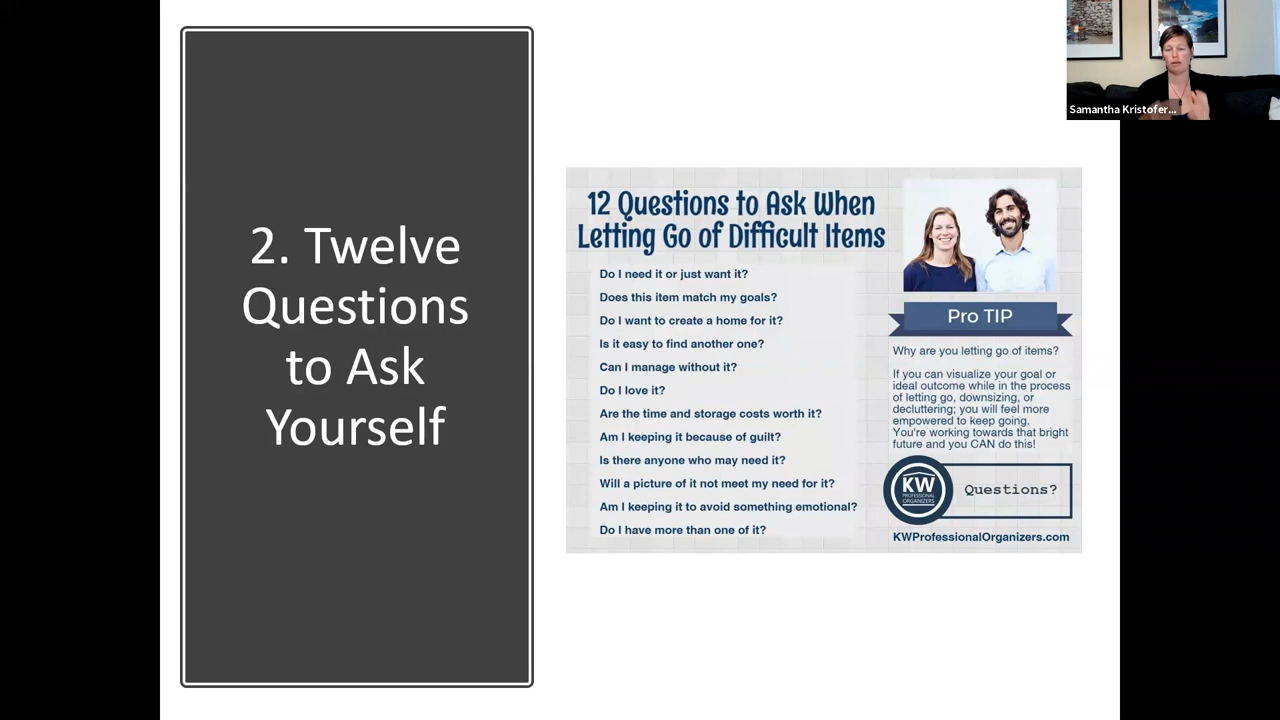 2. Twelve
Questions
to Ask
Yourself
12 Questions to Ask When
Letting Go of Difficult Items
Do I need it or just want it?
Does this item match my goals?
Do I want to create a home for it?
Is it easy to find another one?
Can I manage without it?
Do I love it?
Are the time and storage costs worth it?
Am I keeping it because of guilt?
Is there anyone who may need it?
Will a picture of it not meet my need for it?
Am I keeping it to avoid something emotional?
Do I have more than one of it?
Pro TIP
Why are you letting go of items?
If you can visualize your goal or
ideal outcome while in the process
of letting go, downsizing, or
decluttering; you will feel more
empowered to keep going.
You're working towards that bright
future and you CAN do this!
KW
PROFESSIONAL
ORGANIZERS
Questions?
KWProfessionalOrganizers.com
Samantha Kristofer...